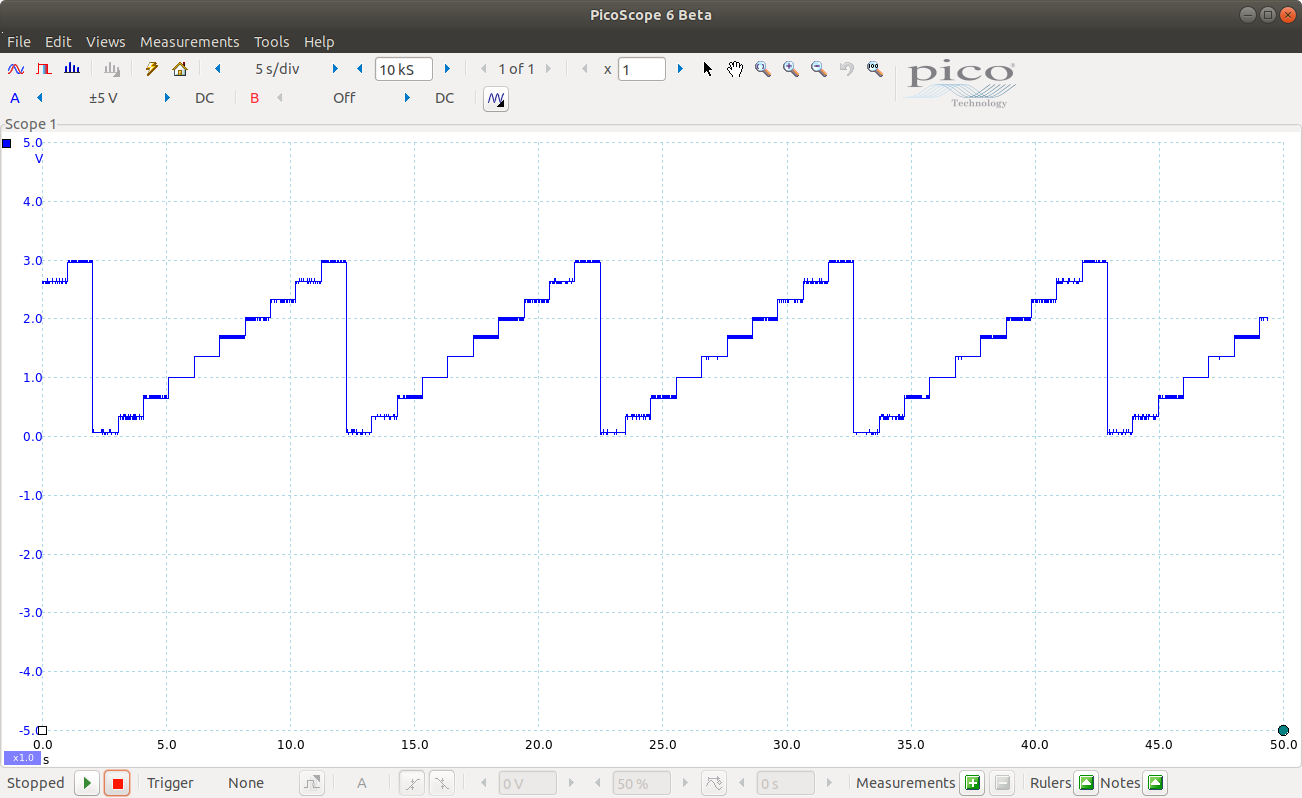 PicoScope 6 Beta
File Edit Views Measurements Tools Help
5 s/div 10 kS 1 of 1 x 1
pico
Technology
A ±5 V DC B Off DC
Scope 1
5.0
V
4.0
3.0
2.0
1.0
0.0
-1.0
-2.0
-3.0
-4.0
-5.0
0.0 5.0 10.0 15.0 20.0 25.0 30.0 35.0 40.0 45.0 50.0
x1.0 s
Stopped Trigger None A 0 V 50 % 0 s Measurements Rulers Notes